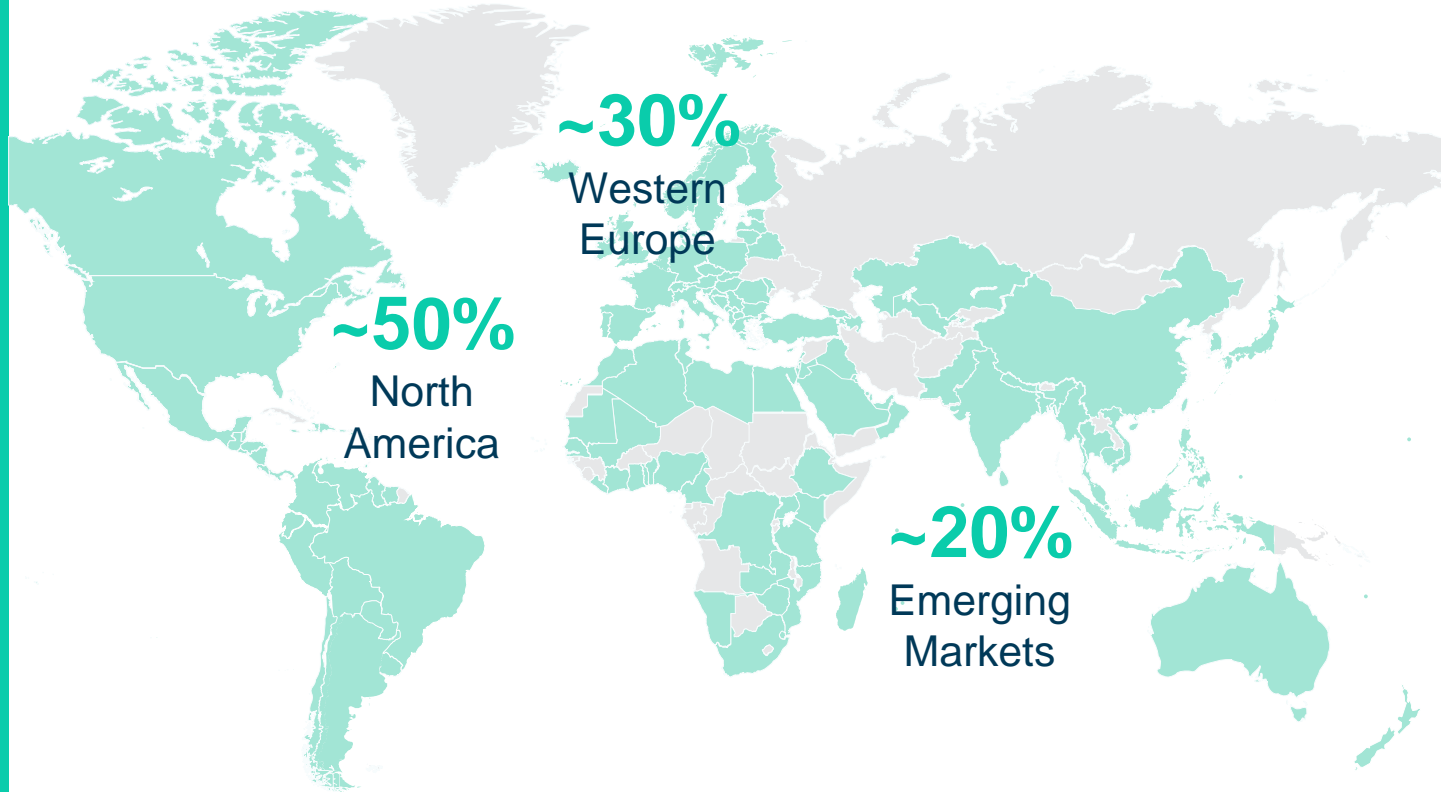 ~30%
Western
Europe
~50%
North
America
~20%
Emerging
Markets